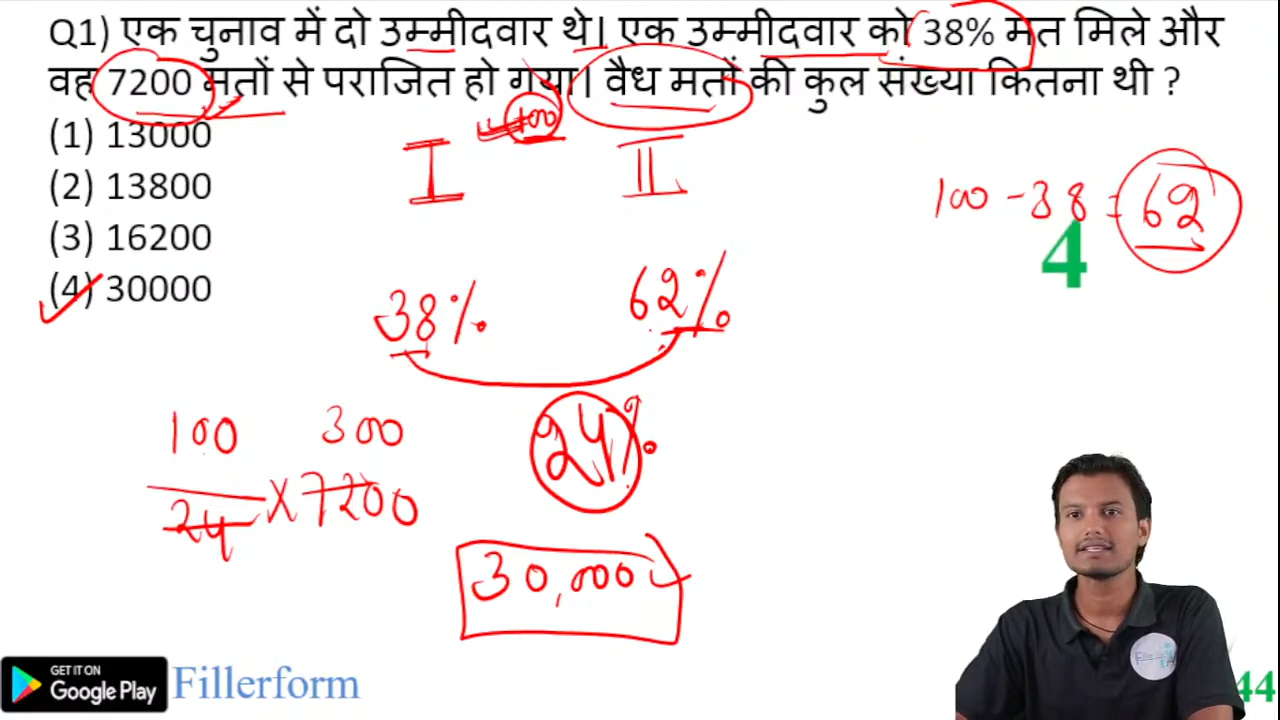 Q1) एक चुनाव में दो उम्मीदवार थे। एक उम्मीदवार को 38% मत मिले और
वह 7200 मतों से पराजित हो गया। वैध मतों की कुल संख्या कितना थी ?
100
(1) 13000
I II
(2) 13800
100 - 38 = 62
(3) 16200
4
(4) 30000
38% 62%
24%
100 300
24 × 7200
30,000
GET IT ON
Google Play
Fillerform
44